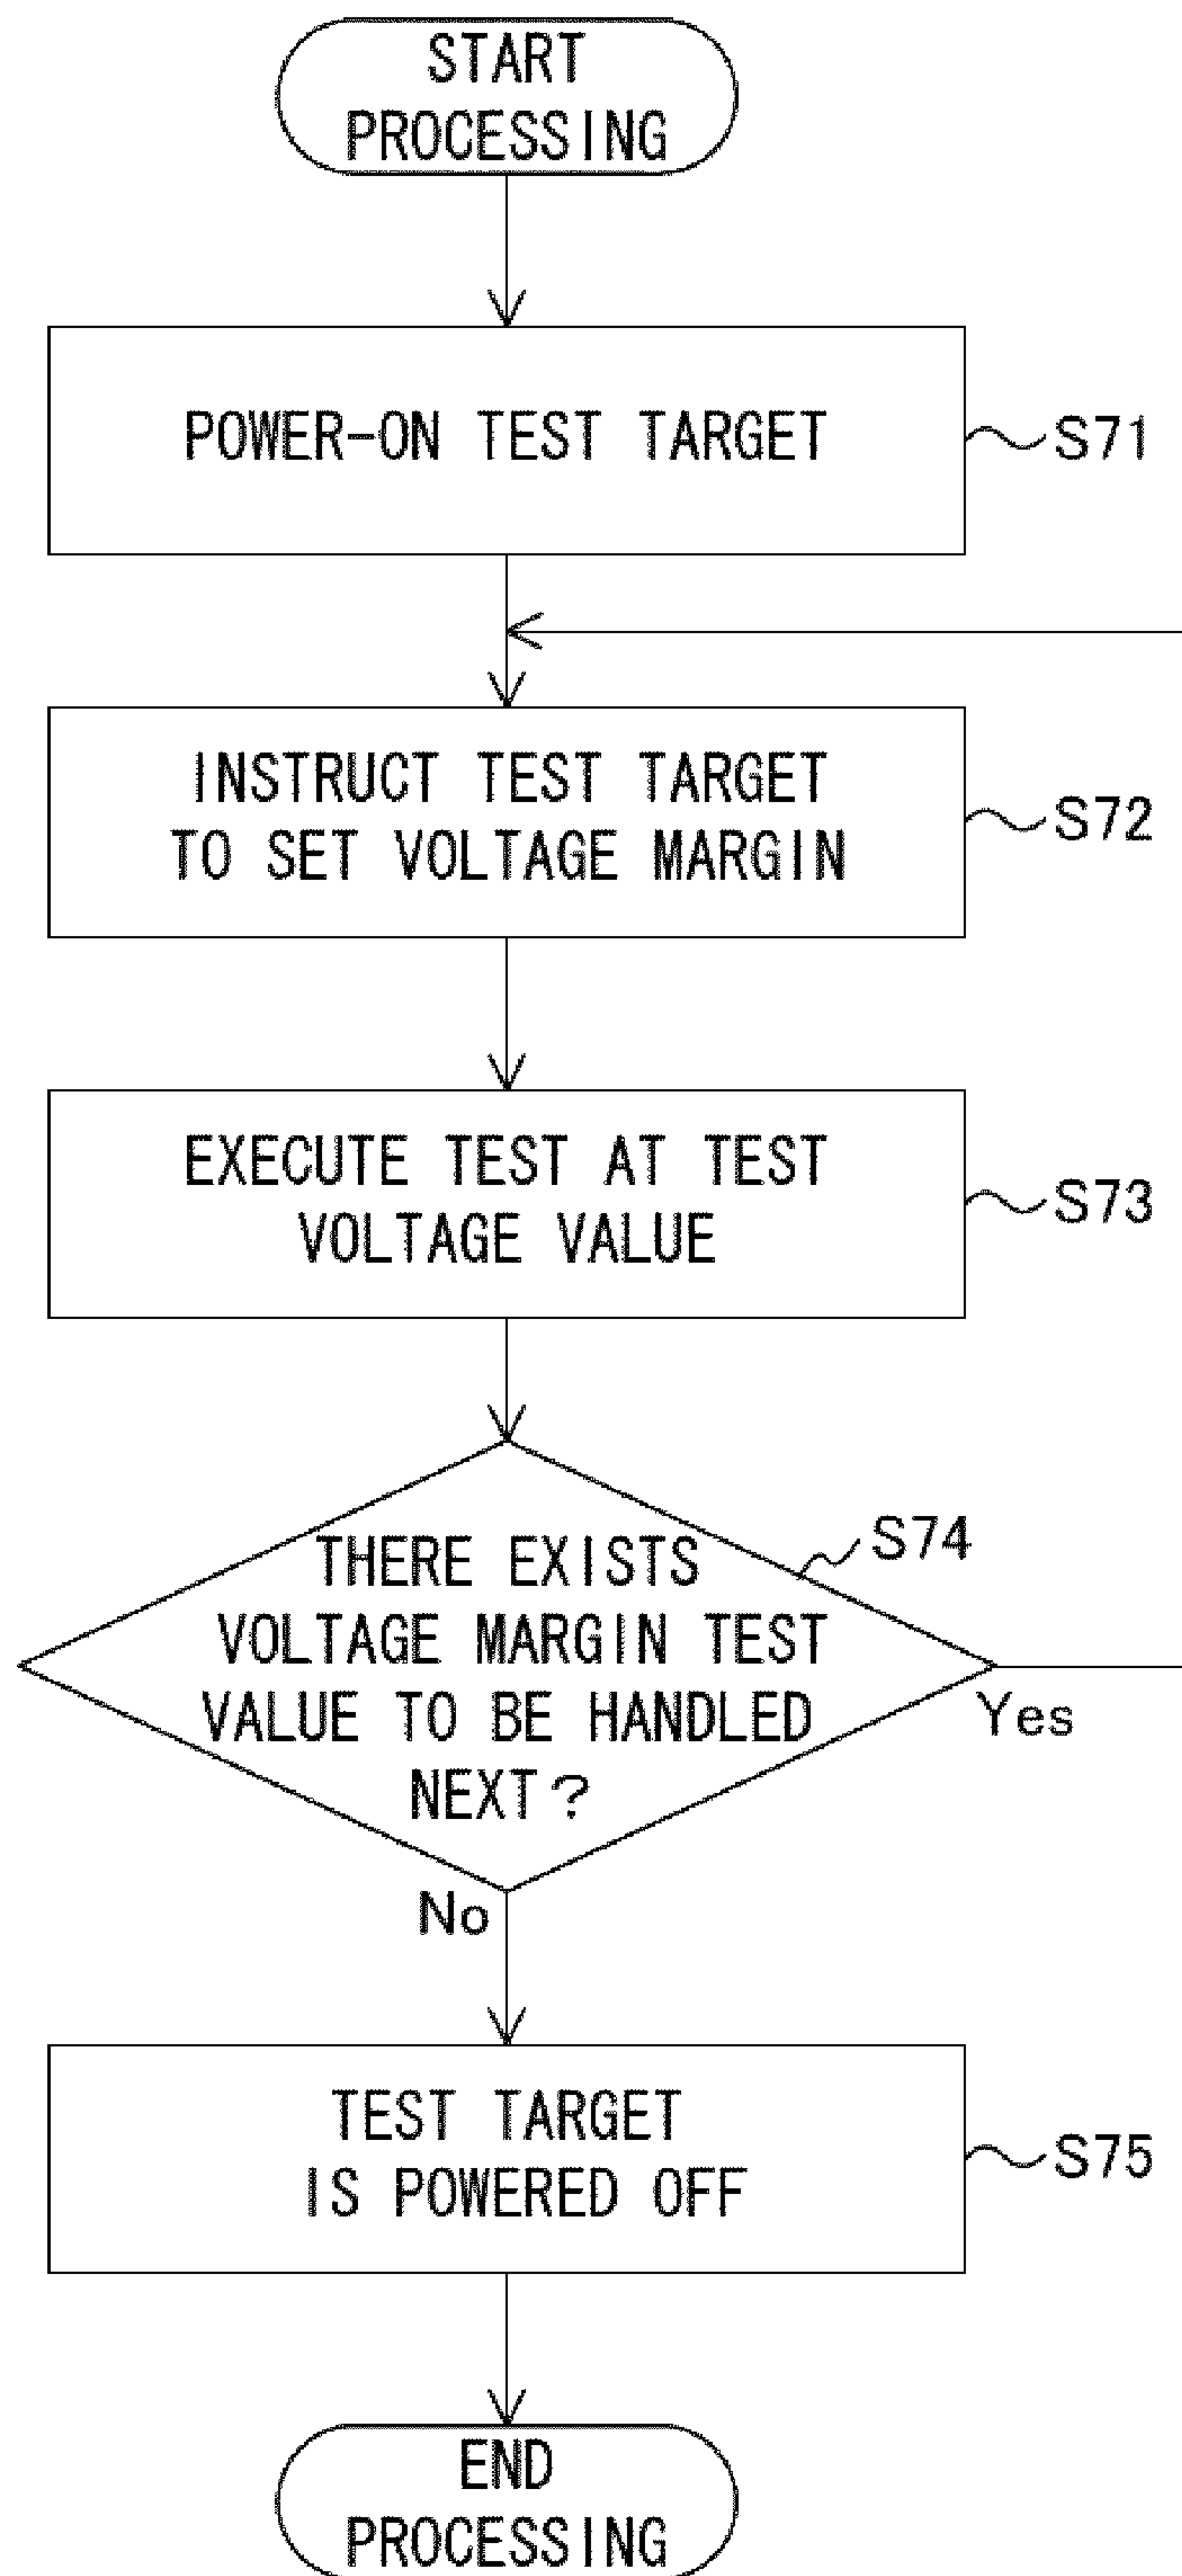 START
PROCESSING
POWER-ON TEST TARGET
S71
INSTRUCT TEST TARGET
TO SET VOLTAGE MARGIN
S72
EXECUTE TEST AT TEST
VOLTAGE VALUE
S73
THERE EXISTS
VOLTAGE MARGIN TEST
VALUE TO BE HANDLED
NEXT?
S74
Yes
No
TEST TARGET
IS POWERED OFF
S75
END
PROCESSING